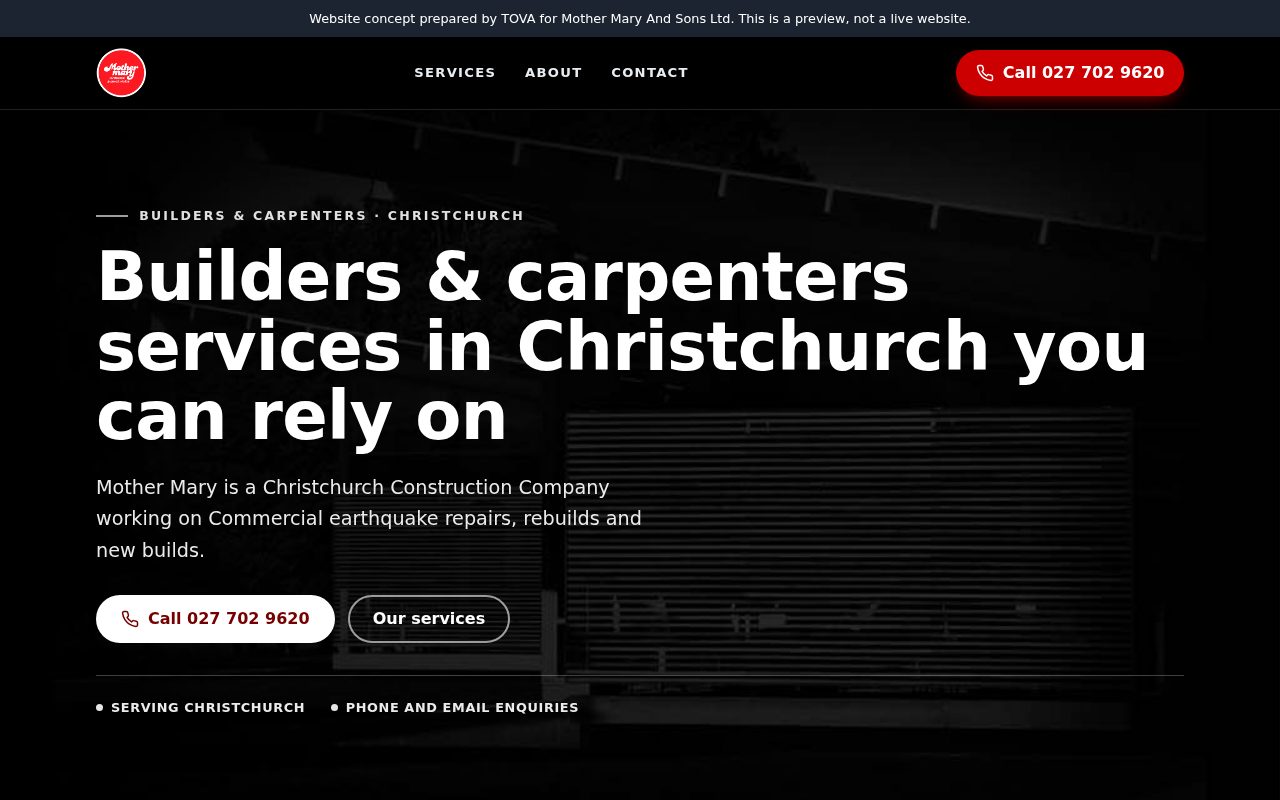 Website concept prepared by TOVA for Mother Mary And Sons Ltd. This is a preview, not a live website.
Mother
mary
SERVICES ABOUT CONTACT
Call 027 702 9620
BUILDERS & CARPENTERS · CHRISTCHURCH
Builders & carpenters
services in Christchurch you
can rely on
Mother Mary is a Christchurch Construction Company
working on Commercial earthquake repairs, rebuilds and
new builds.
Call 027 702 9620 Our services
SERVING CHRISTCHURCH PHONE AND EMAIL ENQUIRIES